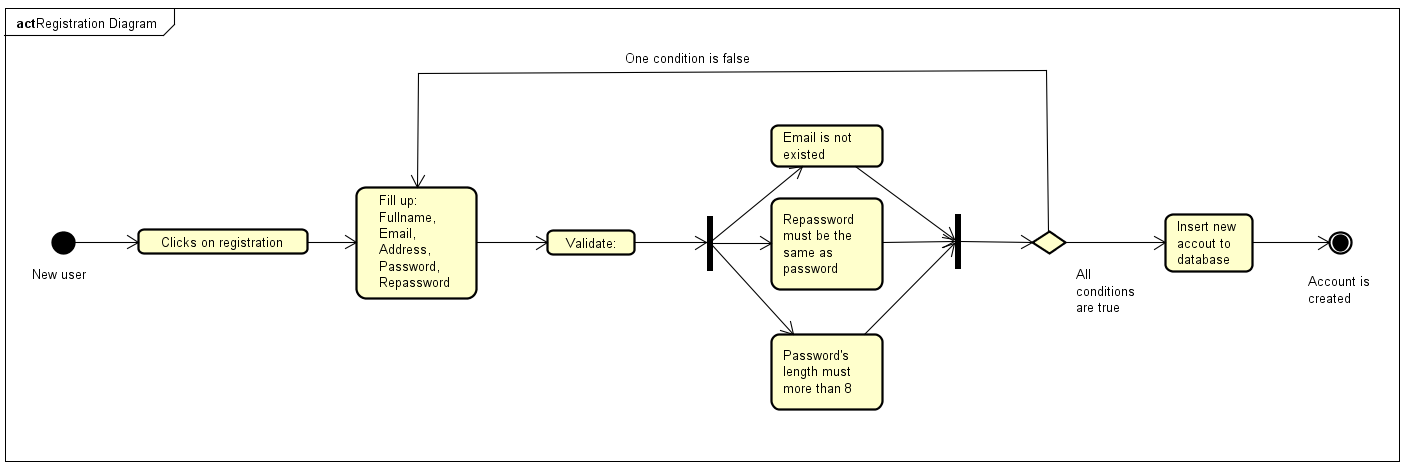 actRegistration Diagram
One condition is false
New user
Clicks on registration
Fill up:
Fullname,
Email,
Address,
Password,
Repassword
Validate:
Email is not
existed
Repassword
must be the
same as
password
Password's
length must
more than 8
All
conditions
are true
Insert new
accout to
database
Account is
created